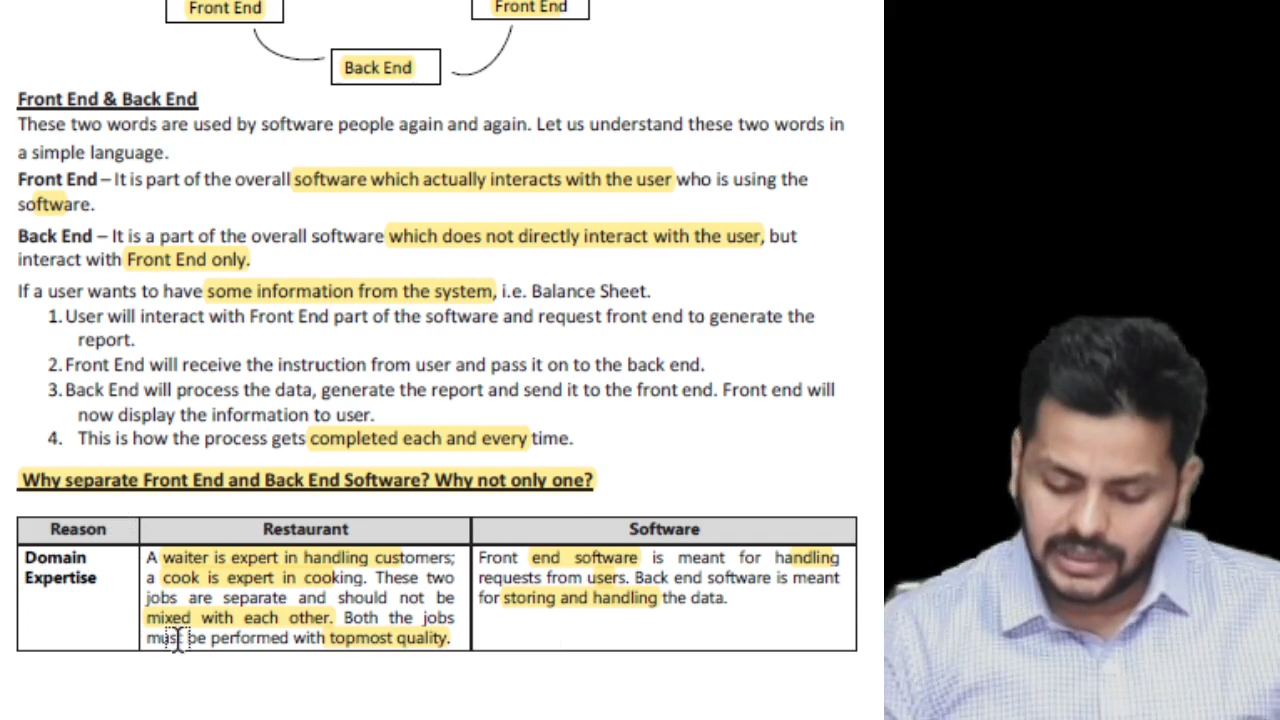 Front End Front End
Back End
Front End & Back End
These two words are used by software people again and again. Let us understand these two words in
a simple language.
Front End – It is part of the overall software which actually interacts with the user who is using the
software.
Back End – It is a part of the overall software which does not directly interact with the user, but
interact with Front End only.
If a user wants to have some information from the system, i.e. Balance Sheet.
1. User will interact with Front End part of the software and request front end to generate the
report.
2. Front End will receive the instruction from user and pass it on to the back end.
3. Back End will process the data, generate the report and send it to the front end. Front end will
now display the information to user.
4. This is how the process gets completed each and every time.
Why separate Front End and Back End Software? Why not only one?
Reason Restaurant Software
Domain A waiter is expert in handling customers; Front end software is meant for handling
Expertise a cook is expert in cooking. These two requests from users. Back end software is meant
jobs are separate and should not be for storing and handling the data.
mixed with each other. Both the jobs
must be performed with topmost quality.